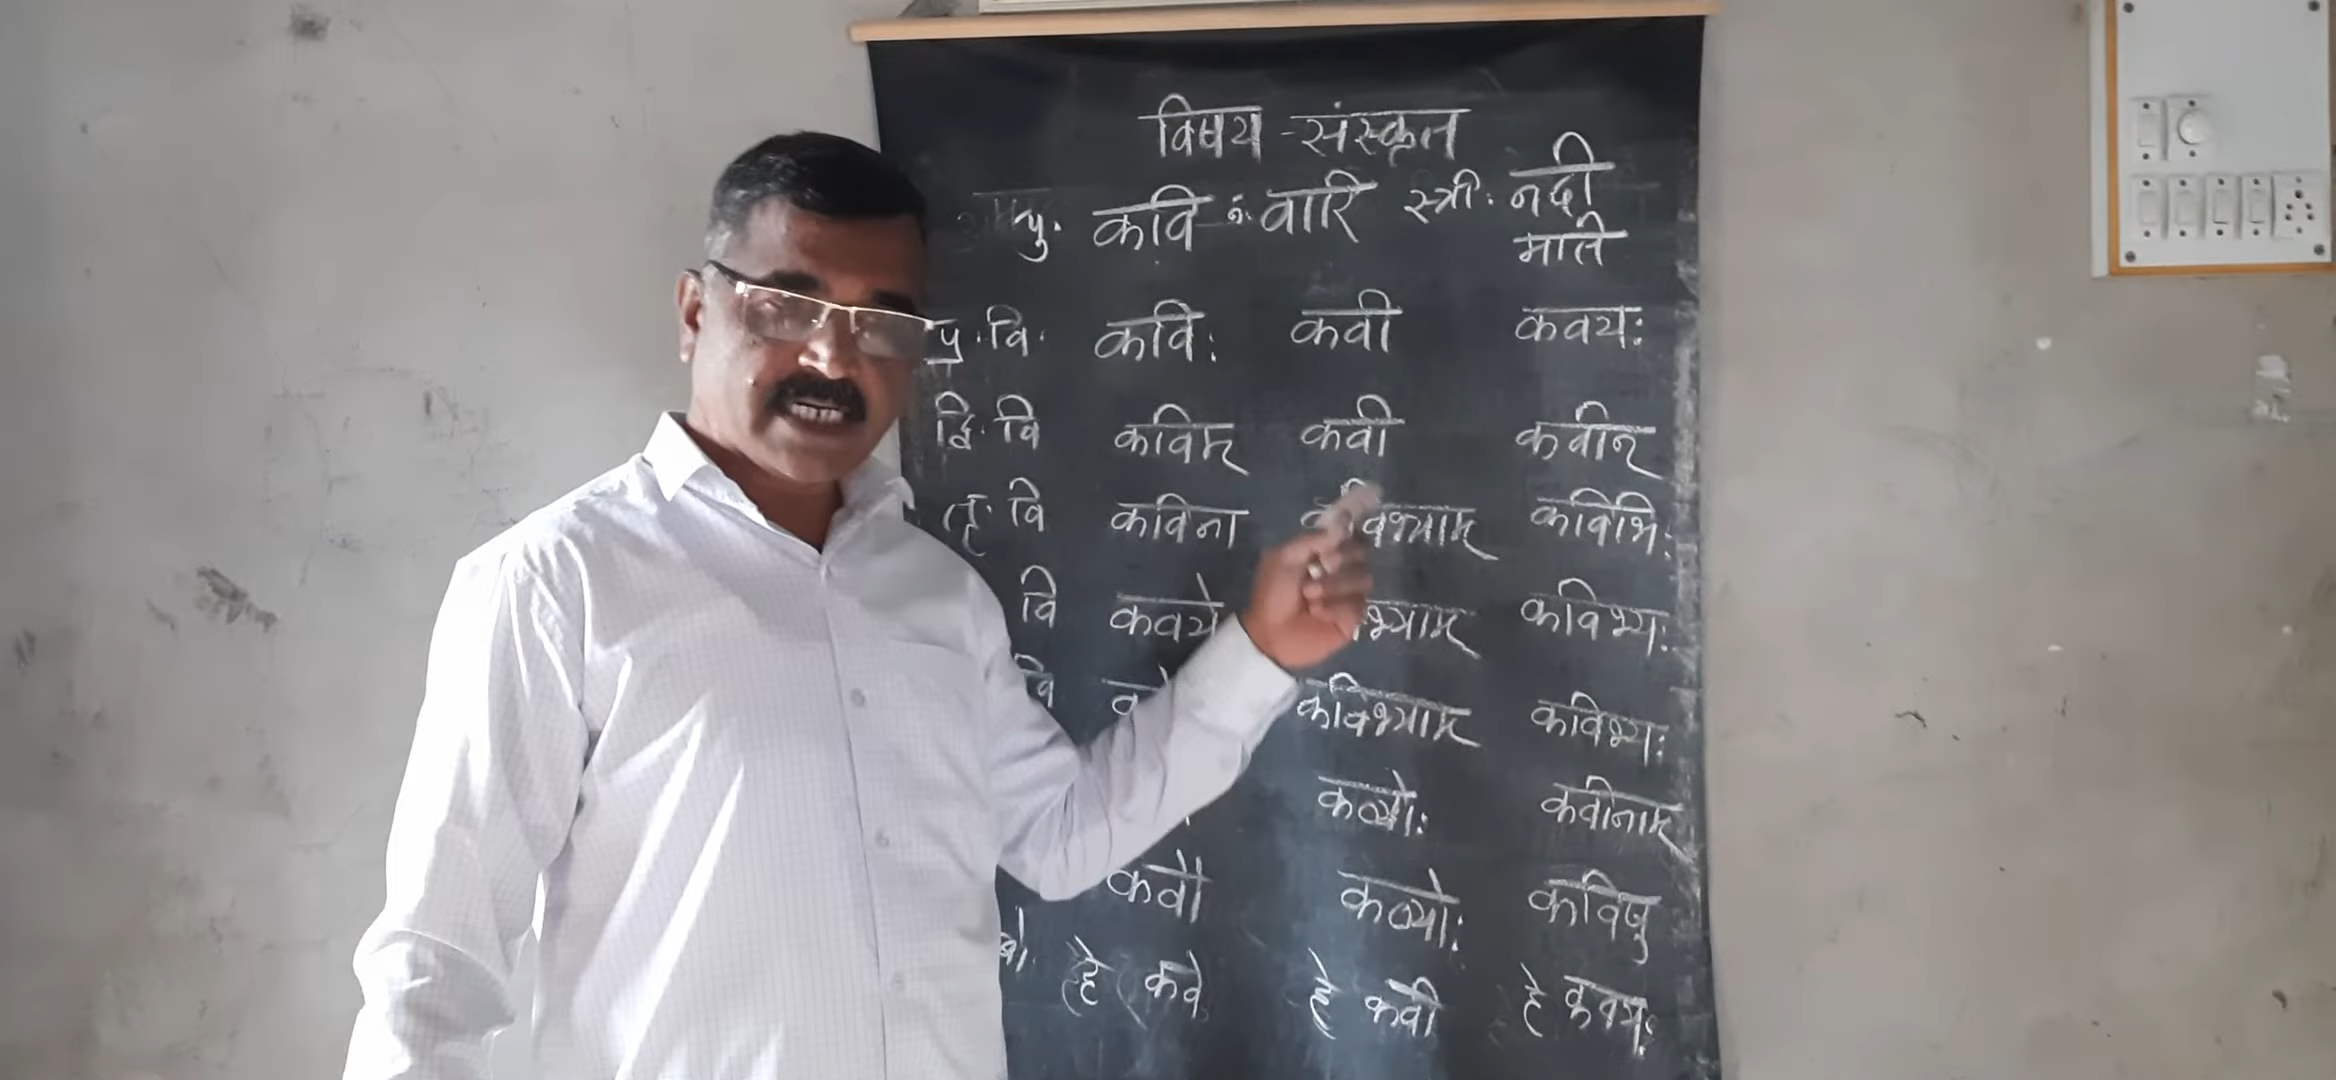 विषय - संस्कृत
पु. कवि न. वारि स्त्री: नदी
मति
प्र. वि. कवि: कवी कवय:
द्वि. वि कविम् कवी कवीन्
तृ. वि कविना कविभ्याम् कविभि:
वि कवये भ्याम् कविभ्य:
वि कविभ्याम् कविभ्य:
कव्यो: कवीनाम्
कवौ कव्यो: कविषु
हे कवे हे कवी हे कवय: